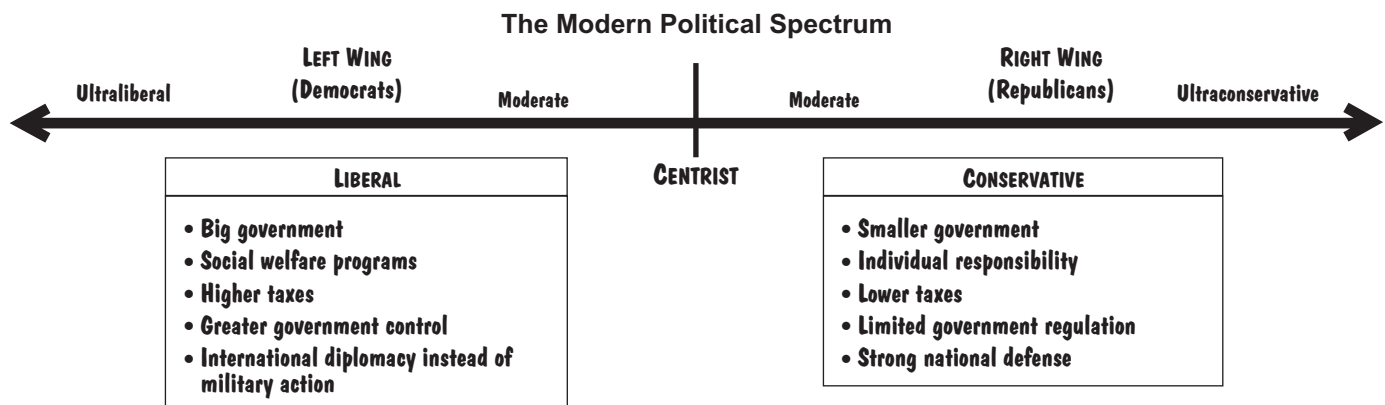 The Modern Political Spectrum
LEFT WING
(Democrats)
RIGHT WING
(Republicans)
Ultraliberal
Moderate
Moderate
Ultraconservative
CENTRIST
LIBERAL
• Big government
• Social welfare programs
• Higher taxes
• Greater government control
• International diplomacy instead of
military action
CONSERVATIVE
• Smaller government
• Individual responsibility
• Lower taxes
• Limited government regulation
• Strong national defense